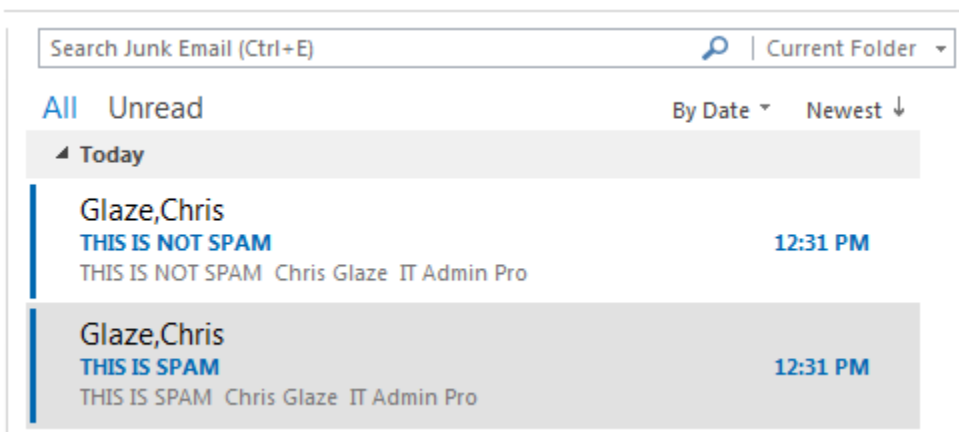 Search Junk Email (Ctrl+E) Current Folder
All Unread By Date Newest
Today
Glaze,Chris
THIS IS NOT SPAM 12:31 PM
THIS IS NOT SPAM Chris Glaze IT Admin Pro
Glaze,Chris
THIS IS SPAM 12:31 PM
THIS IS SPAM Chris Glaze IT Admin Pro